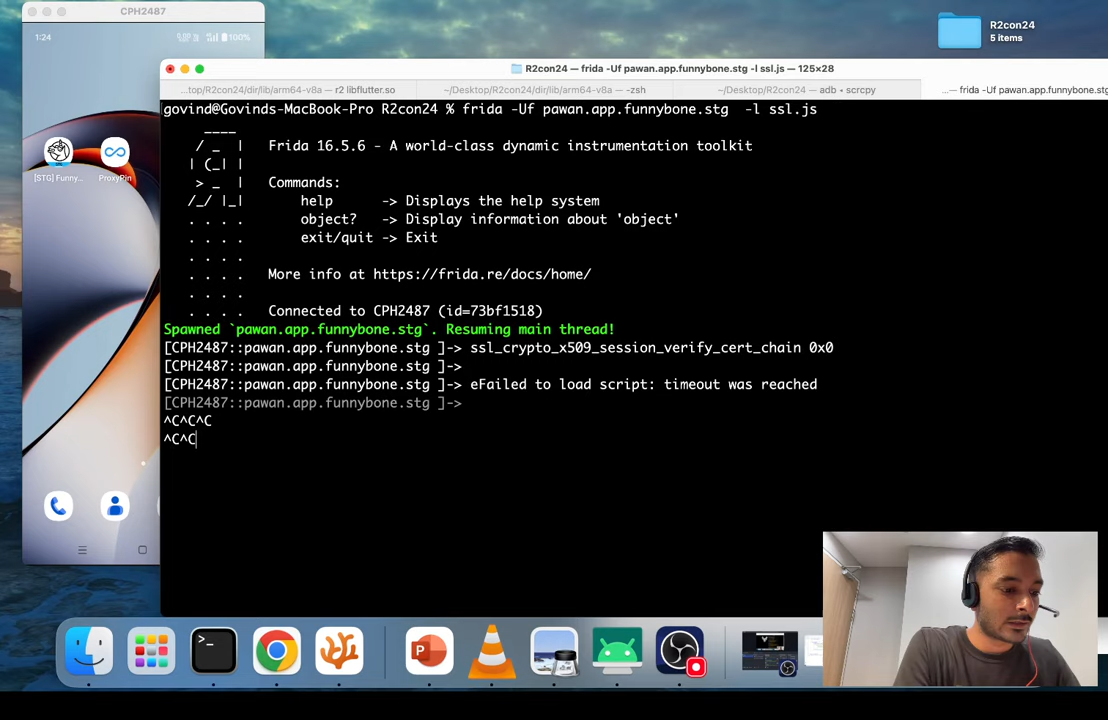 CPH2487
1:24
100%
[STG] Funny...
ProxyPin
R2con24
5 items
R2con24 — frida -Uf pawan.app.funnybone.stg -l ssl.js — 125×28
...top/R2con24/dir/lib/arm64-v8a — r2 libflutter.so
~/Desktop/R2con24/dir/lib/arm64-v8a — -zsh
~/Desktop/R2con24 — adb • scrcpy
...— frida -Uf pawan.app.funnybone.stg
govind@Govinds-MacBook-Pro R2con24 % frida -Uf pawan.app.funnybone.stg  -l ssl.js
     ____
    / _  |   Frida 16.5.6 - A world-class dynamic instrumentation toolkit
   | (_| |
    > _  |   Commands:
   /_/ |_|       help      -> Displays the help system
   . . . .       object?   -> Display information about 'object'
   . . . .       exit/quit -> Exit
   . . . .
   . . . .   More info at https://frida.re/docs/home/
   . . . .
   . . . .   Connected to CPH2487 (id=73bf1518)
Spawned `pawan.app.funnybone.stg`. Resuming main thread!
[CPH2487::pawan.app.funnybone.stg ]-> ssl_crypto_x509_session_verify_cert_chain 0x0
[CPH2487::pawan.app.funnybone.stg ]->
[CPH2487::pawan.app.funnybone.stg ]-> eFailed to load script: timeout was reached
[CPH2487::pawan.app.funnybone.stg ]->
^C^C^C
^C^C